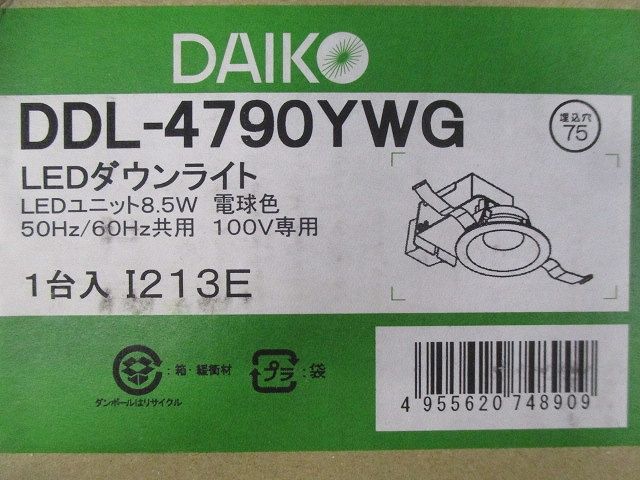 DAIKO
DDL-4790YWG
埋込穴
75
LEDダウンライト
LEDユニット8.5W 電球色
50Hz/60Hz共用 100V専用
1台入 I213E
:箱・緩衝材
ダンボールはリサイクル
プラ
:袋
4 955620 748909